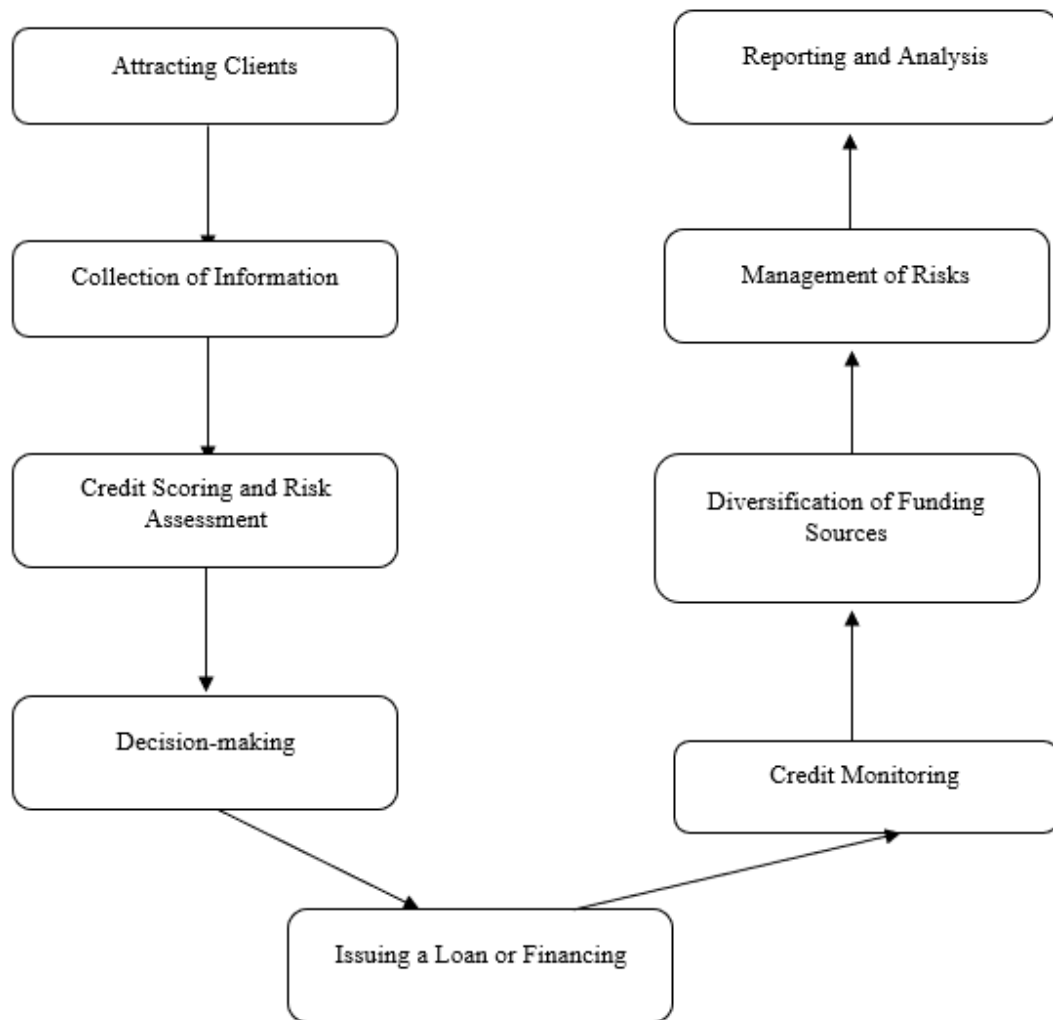 Attracting Clients
Collection of Information
Credit Scoring and Risk
Assessment
Decision-making
Issuing a Loan or Financing
Credit Monitoring
Diversification of Funding
Sources
Management of Risks
Reporting and Analysis